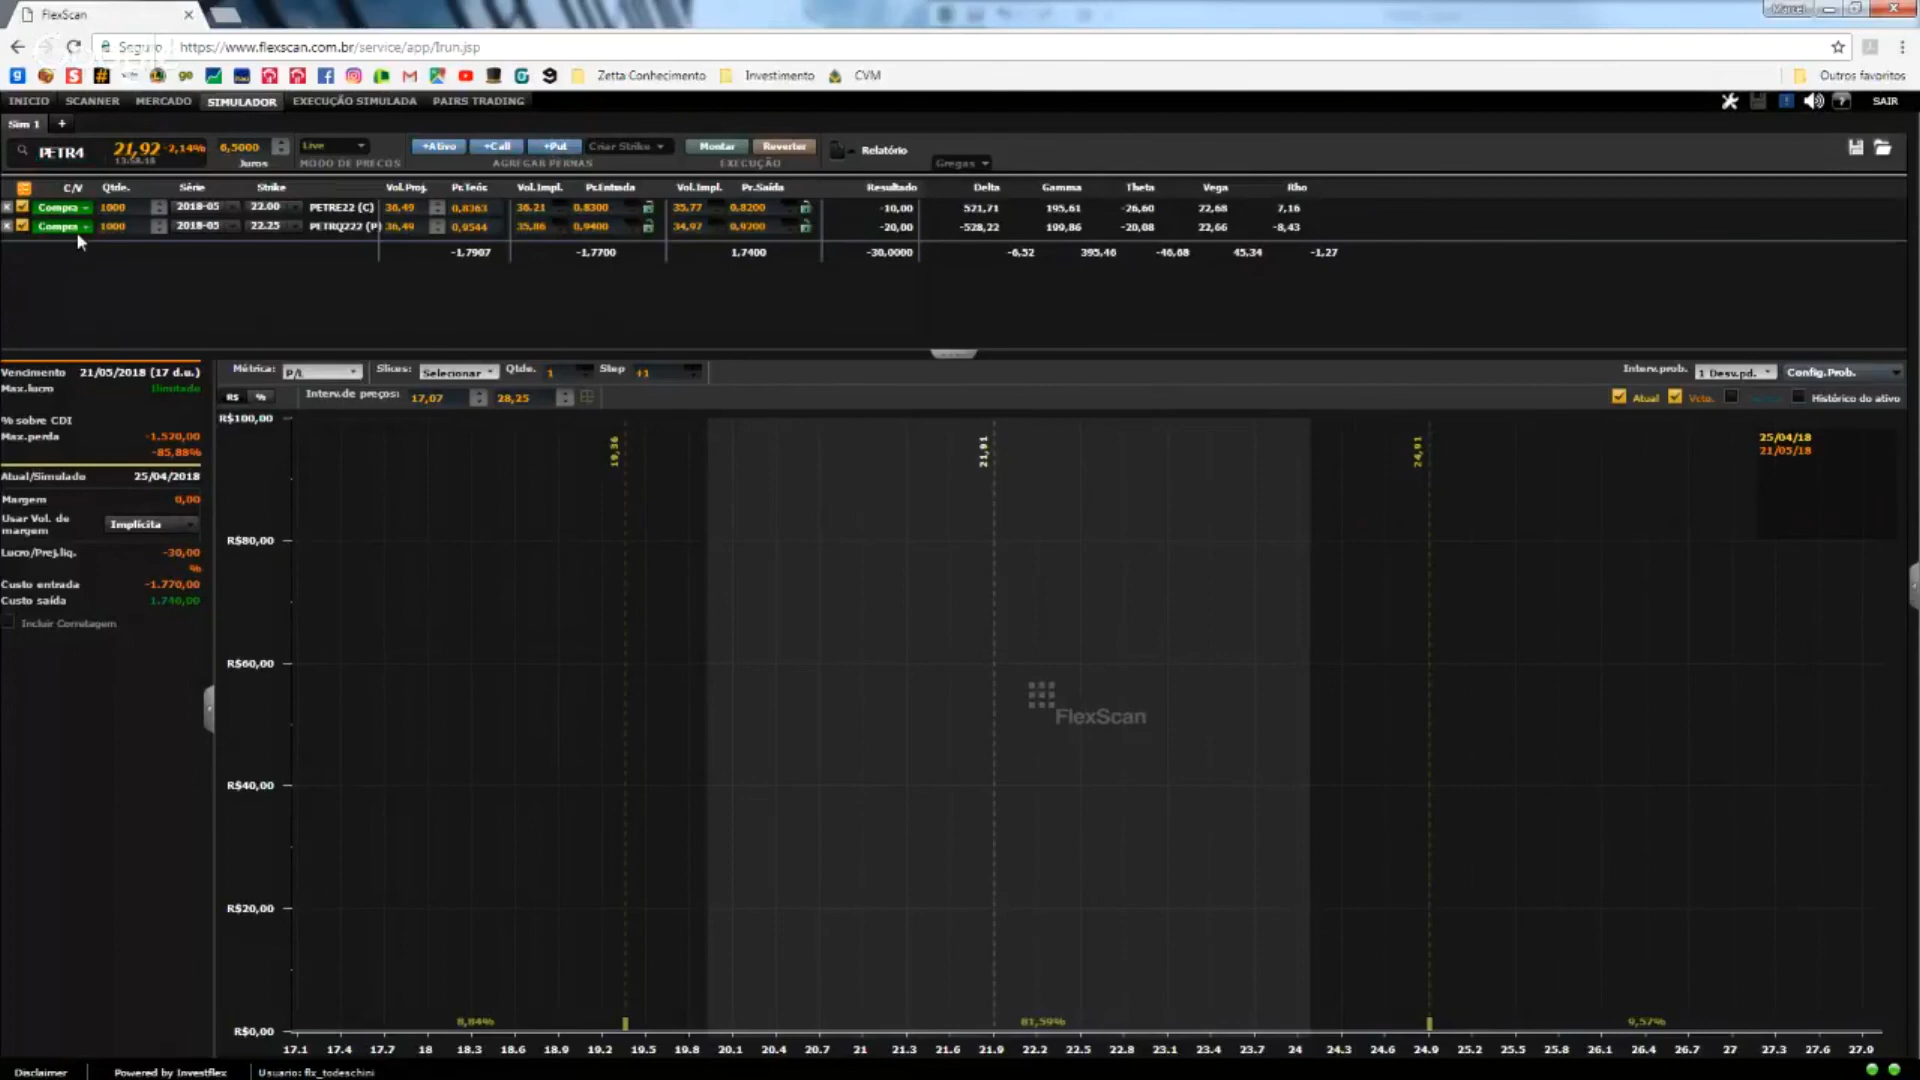 FlexScan
Marcel
Seguro https://www.flexscan.com.br/service/app/Irun.jsp
Zetta Conhecimento Investimento CVM Outros favoritos
INICIO SCANNER MERCADO SIMULADOR EXECUÇÃO SIMULADA PAIRS TRADING SAIR
Sim 1 +
PETR4 21,92 -2,14% 6,5000 Live +Ativo +Call +Put Criar Strike Montar Reverter Relatório
13:58:18 Juros MODO DE PREÇOS AGREGAR PERNAS EXECUÇÃO Gregas
C/V Qtde. Série Strike Vol.Proj. Pr.Teóc Vol.Impl. Pr.Entrada Vol.Impl. Pr.Saída Resultado Delta Gamma Theta Vega Rho
Compra 1000 2018-05 22.00 PETRE22 (C) 36,49 0,8363 36.21 0.8300 35.77 0.8200 -10,00 521,71 195,61 -26,60 22,68 7,16
Compra 1000 2018-05 22.25 PETRQ222 (P) 36,49 0,9544 35.86 0.9400 34,97 0.9200 -20,00 -528,22 199,86 -20,08 22,66 -8,43
-1,7907 -1,7700 1,7400 -30,0000 -6,52 395,46 -46,68 45,34 -1,27
Vencimento 21/05/2018 (17 d.u.)
Max.lucro Ilimitado
% sobre CDI
Max.perda -1.520,00
-85,88%
Atual/Simulado 25/04/2018
Margem 0,00
Usar Vol. de margem Implícita
Lucro/Prej.liq. -30,00
%
Custo entrada -1.770,00
Custo saída 1.740,00
Incluir Corretagem
Métrica: P/L Slices: Selecionar Qtde. 1 Step +1 Interv.prob. 1 Desv.pd. Config.Prob.
R$ % Interv.de preços: 17,07 28,25 Atual Vcto. Histórico do ativo
R$100,00
R$80,00
R$60,00
R$40,00
R$20,00
R$0,00
19,36
21,91
24,91
25/04/18
21/05/18
FlexScan
8,84% 81,59% 9,57%
17.1 17.4 17.7 18 18.3 18.6 18.9 19.2 19.5 19.8 20.1 20.4 20.7 21 21.3 21.6 21.9 22.2 22.5 22.8 23.1 23.4 23.7 24 24.3 24.6 24.9 25.2 25.5 25.8 26.1 26.4 26.7 27 27.3 27.6 27.9
Disclaimer Powered by Investflex Usuario: flx_todeschini